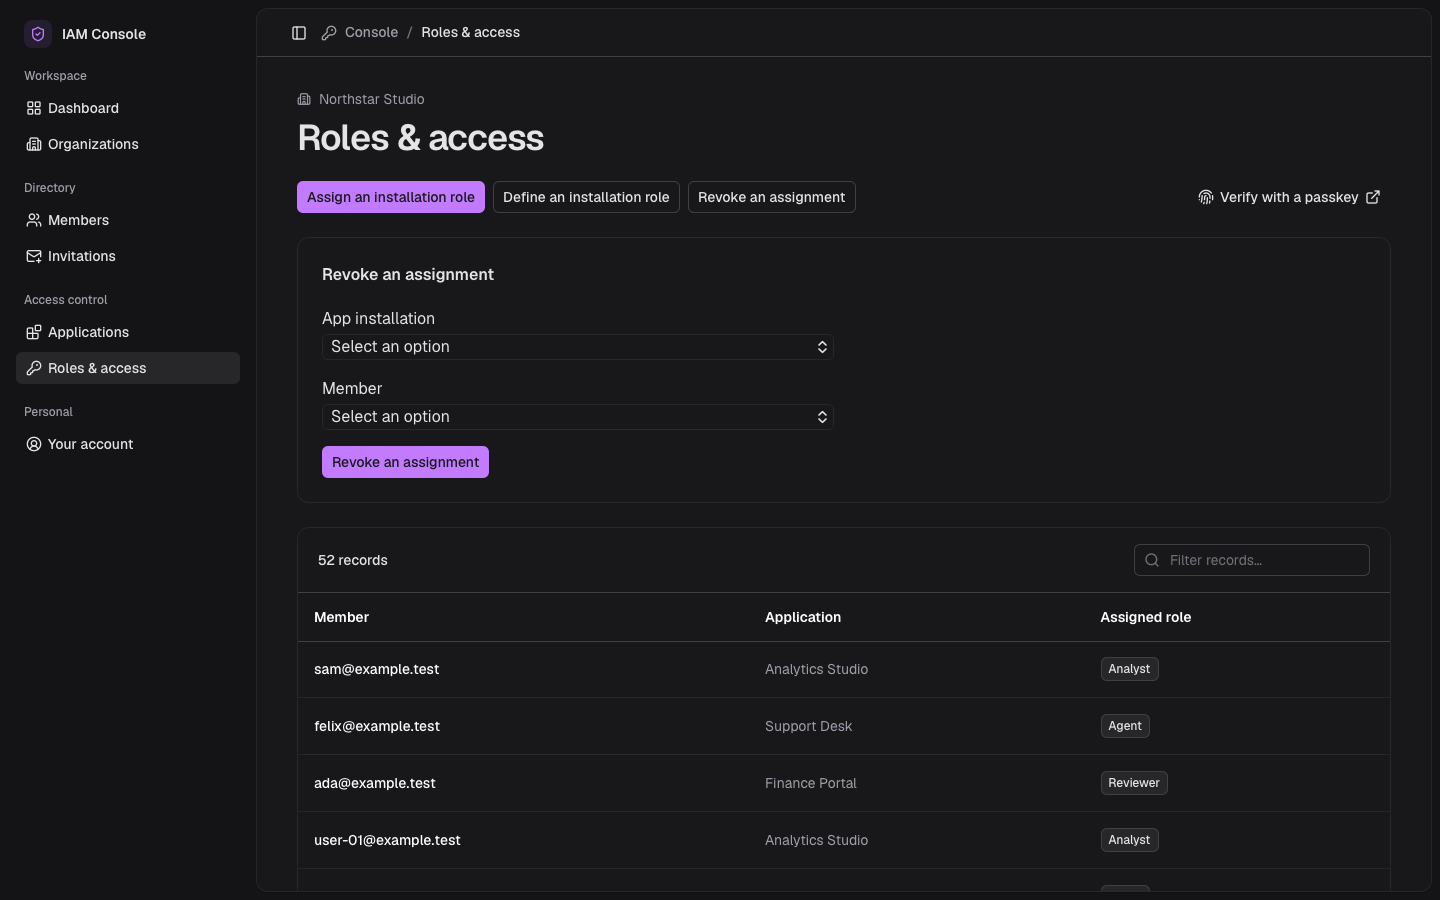 IAM Console
Workspace
Dashboard
Organizations
Directory
Members
Invitations
Access control
Applications
Roles & access
Personal
Your account
Console / Roles & access
Northstar Studio
Roles & access
Assign an installation role
Define an installation role
Revoke an assignment
Verify with a passkey
Revoke an assignment
App installation
Select an option
Member
Select an option
Revoke an assignment
52 records
Filter records...
Member Application Assigned role
sam@example.test Analytics Studio Analyst
felix@example.test Support Desk Agent
ada@example.test Finance Portal Reviewer
user-01@example.test Analytics Studio Analyst